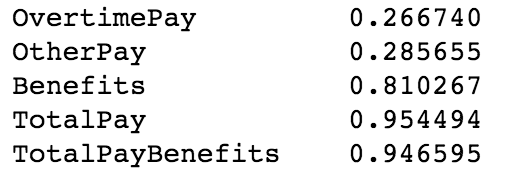 OvertimePay 0.266740
OtherPay 0.285655
Benefits 0.810267
TotalPay 0.954494
TotalPayBenefits 0.946595